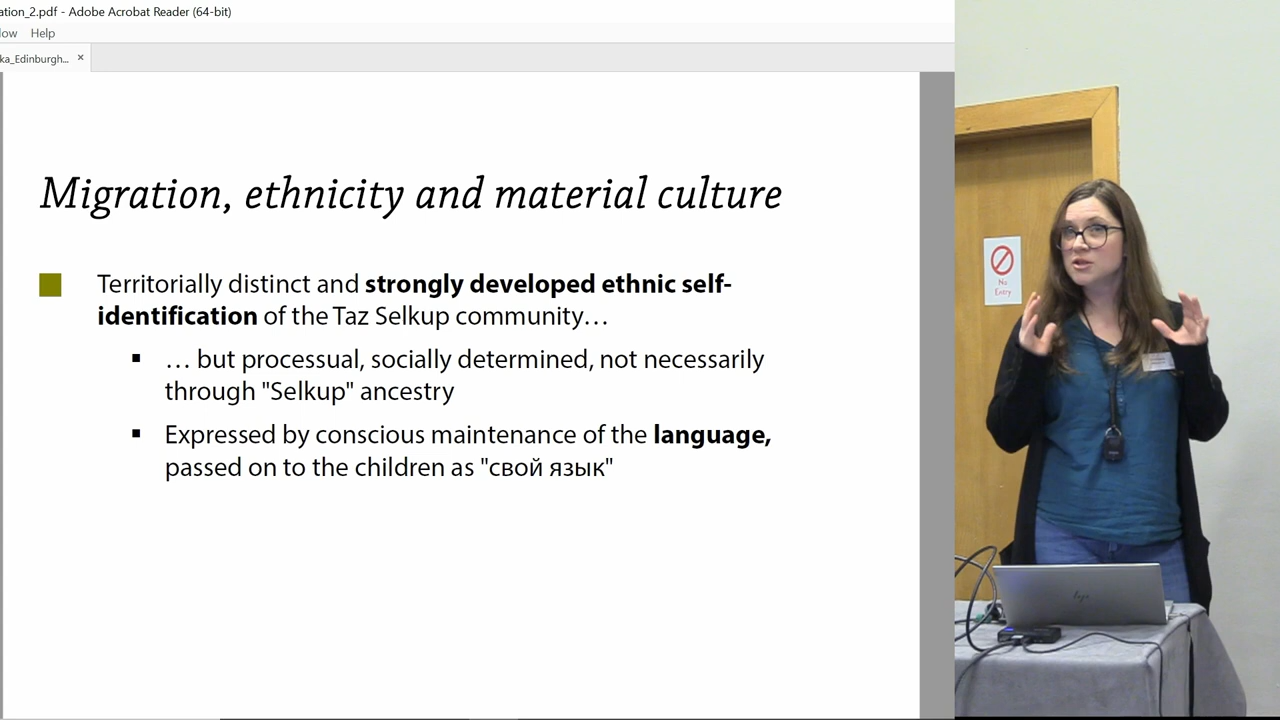 ation_2.pdf - Adobe Acrobat Reader (64-bit)
low Help
ka_Edinburgh... ×
Migration, ethnicity and material culture
Territorially distinct and strongly developed ethnic self-
identification of the Taz Selkup community…
… but processual, socially determined, not necessarily
through "Selkup" ancestry
Expressed by conscious maintenance of the language,
passed on to the children as "свой язык"
No
Entry
hp